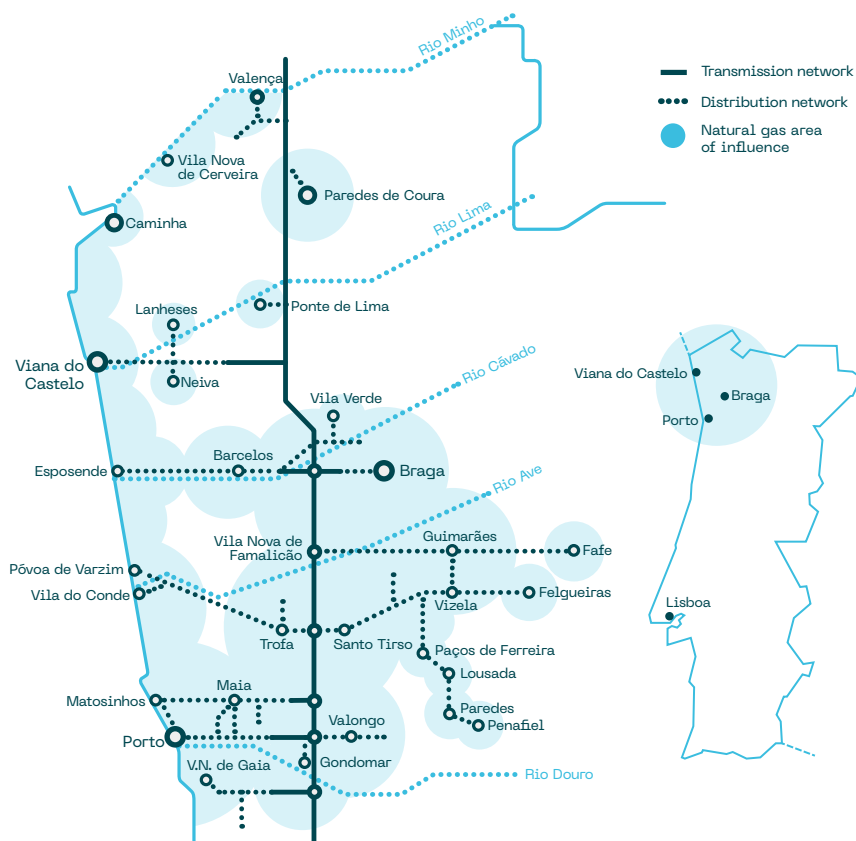 Rio Minho
Valença
Transmission network
Distribution network
Natural gas area
of influence
Vila Nova
de Cerveira
Paredes de Coura
Caminha
Rio Lima
Lanheses
Ponte de Lima
Viana do
Castelo
Neiva
Rio Cávado
Vila Verde
Viana do Castelo
Braga
Porto
Barcelos
Esposende
Braga
Rio Ave
Vila Nova de
Famalicão
Guimarães
Fafe
Póvoa de Varzim
Vila do Conde
Vizela
Felgueiras
Lisboa
Trofa
Santo Tirso
Paços de Ferreira
Lousada
Matosinhos
Maia
Paredes
Penafiel
Valongo
Porto
V.N. de Gaia
Gondomar
Rio Douro